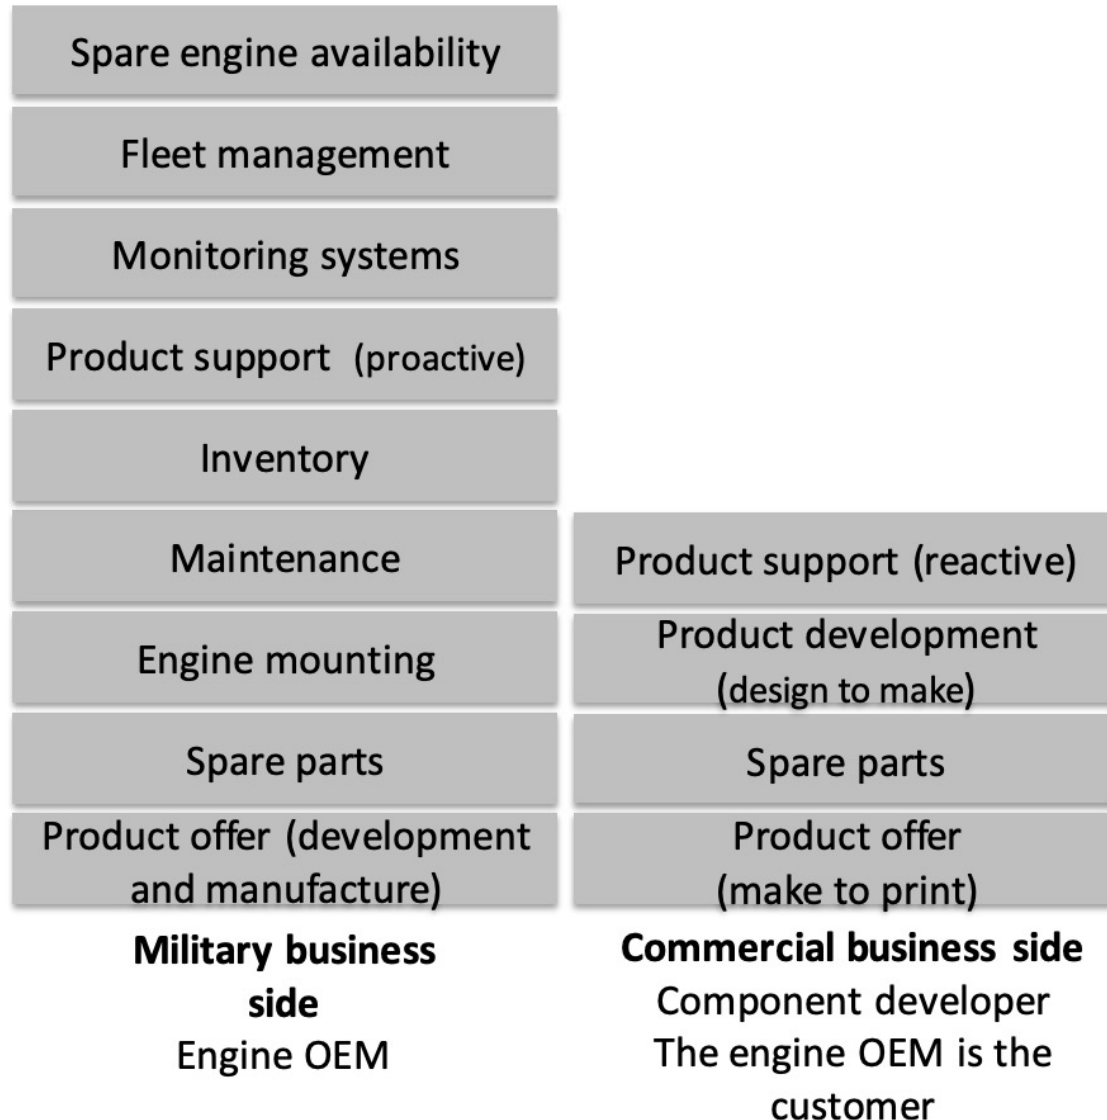 Spare engine availability
Fleet management
Monitoring systems
Product support (proactive)
Inventory
Maintenance
Engine mounting
Spare parts
Product offer (development
and manufacture)
Military business
side
Engine OEM
Product support (reactive)
Product development
(design to make)
Spare parts
Product offer
(make to print)
Commercial business side
Component developer
The engine OEM is the
customer